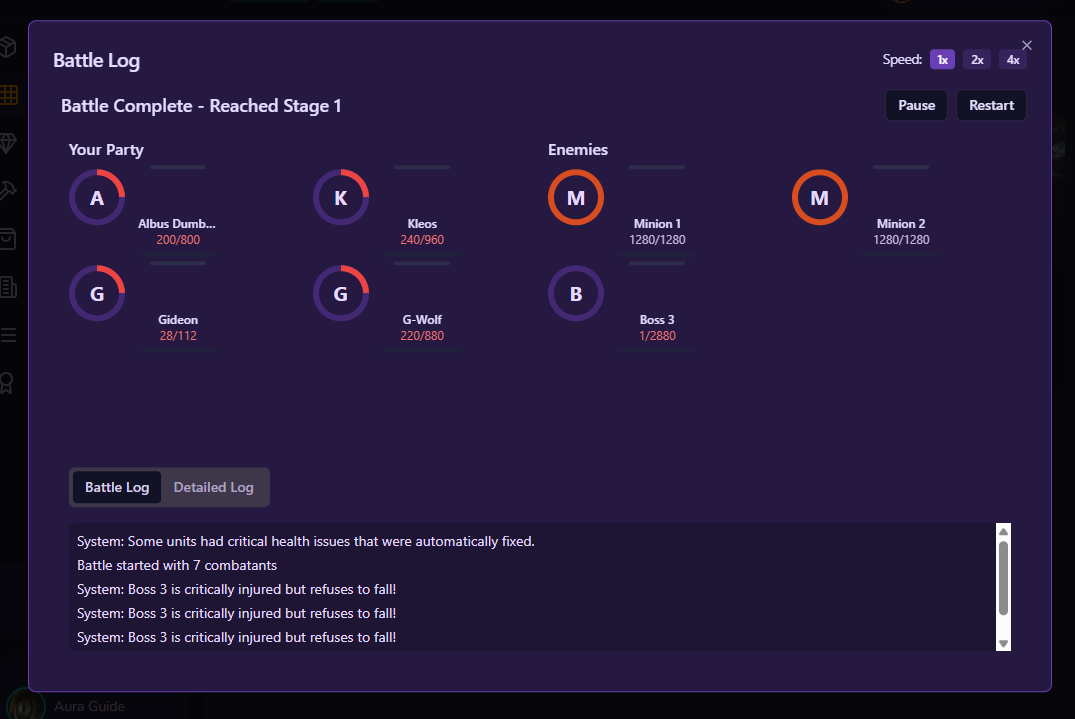 Battle Log
Speed: 1x 2x 4x
Battle Complete - Reached Stage 1
Pause Restart
Your Party
Enemies
A
Albus Dumb...
200/800
K
Kleos
240/960
M
Minion 1
1280/1280
M
Minion 2
1280/1280
G
Gideon
28/112
G
G-Wolf
220/880
B
Boss 3
1/2880
Battle Log Detailed Log
System: Some units had critical health issues that were automatically fixed.
Battle started with 7 combatants
System: Boss 3 is critically injured but refuses to fall!
System: Boss 3 is critically injured but refuses to fall!
System: Boss 3 is critically injured but refuses to fall!
Aura Guide